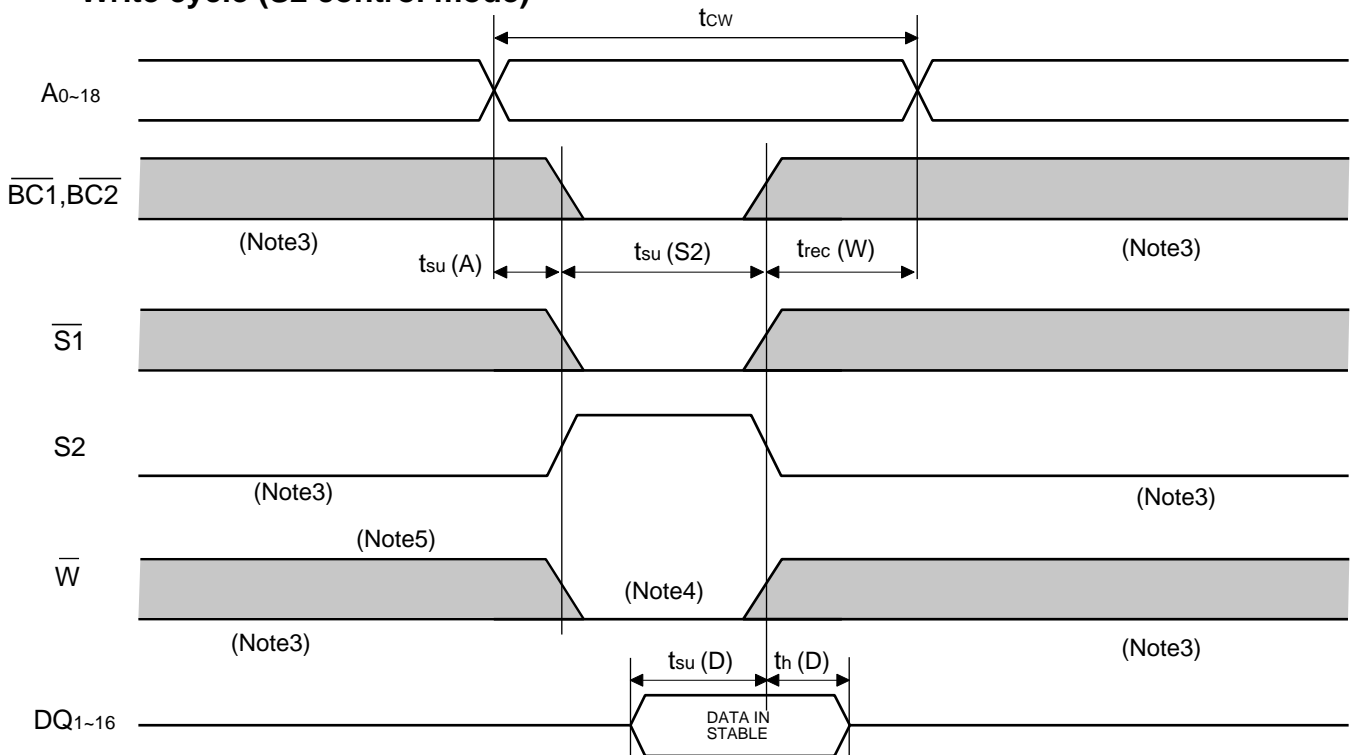 Write cycle (S2 control mode)
tCW
A0~18
BC1,BC2
(Note3)
tsu (A)
tsu (S2)
trec (W)
(Note3)
S1
S2
(Note3)
(Note3)
(Note5)
W
(Note4)
(Note3)
(Note3)
tsu (D)
th (D)
DQ1~16
DATA IN
STABLE